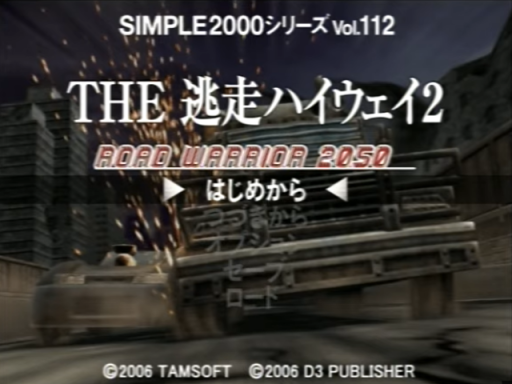 SIMPLE2000シリーズ Vol.112
THE 逃走ハイウェイ2
ROAD WARRIOR 2050
はじめから
つづきから
オプション
セーブ
ロード
©2006 TAMSOFT ©2006 D3 PUBLISHER